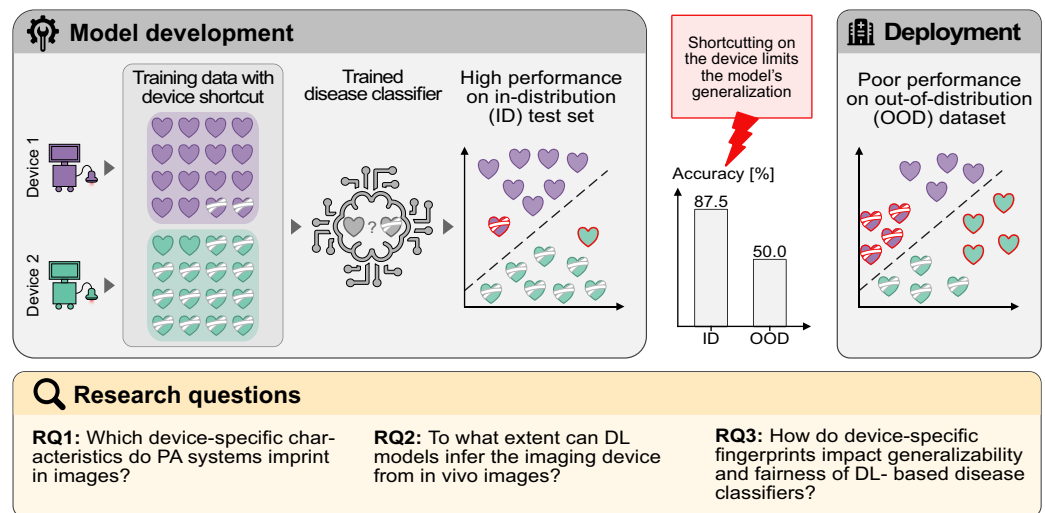 Model development
Training data with
device shortcut
Trained
disease classifier
High performance
on in-distribution
(ID) test set
Device 1
Device 2
?
Shortcutting on
the device limits
the model's
generalization
Accuracy [%]
87.5
50.0
ID
OOD
Deployment
Poor performance
on out-of-distribution
(OOD) dataset
Research questions
RQ1: Which device-specific char-
acteristics do PA systems imprint
in images?
RQ2: To what extent can DL
models infer the imaging device
from in vivo images?
RQ3: How do device-specific
fingerprints impact generalizability
and fairness of DL- based disease
classifiers?